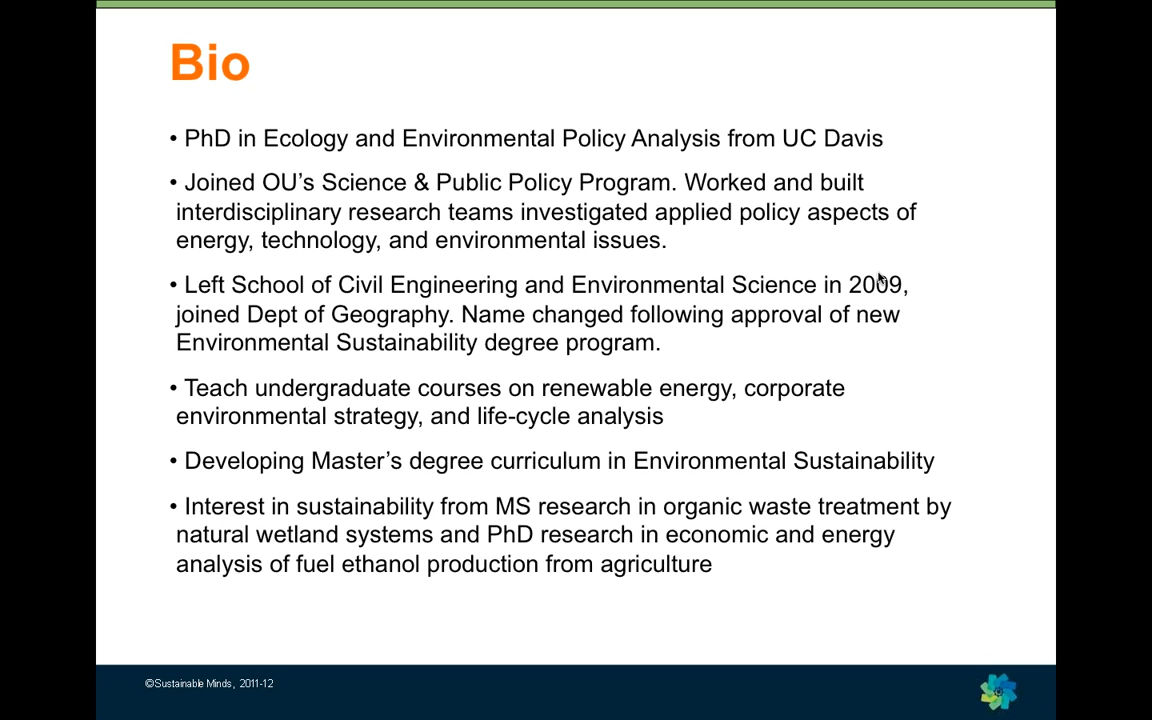 Bio
• PhD in Ecology and Environmental Policy Analysis from UC Davis
• Joined OU’s Science & Public Policy Program. Worked and built
interdisciplinary research teams investigated applied policy aspects of
energy, technology, and environmental issues.
• Left School of Civil Engineering and Environmental Science in 2009,
joined Dept of Geography. Name changed following approval of new
Environmental Sustainability degree program.
• Teach undergraduate courses on renewable energy, corporate
environmental strategy, and life-cycle analysis
• Developing Master’s degree curriculum in Environmental Sustainability
• Interest in sustainability from MS research in organic waste treatment by
natural wetland systems and PhD research in economic and energy
analysis of fuel ethanol production from agriculture
©Sustainable Minds, 2011-12